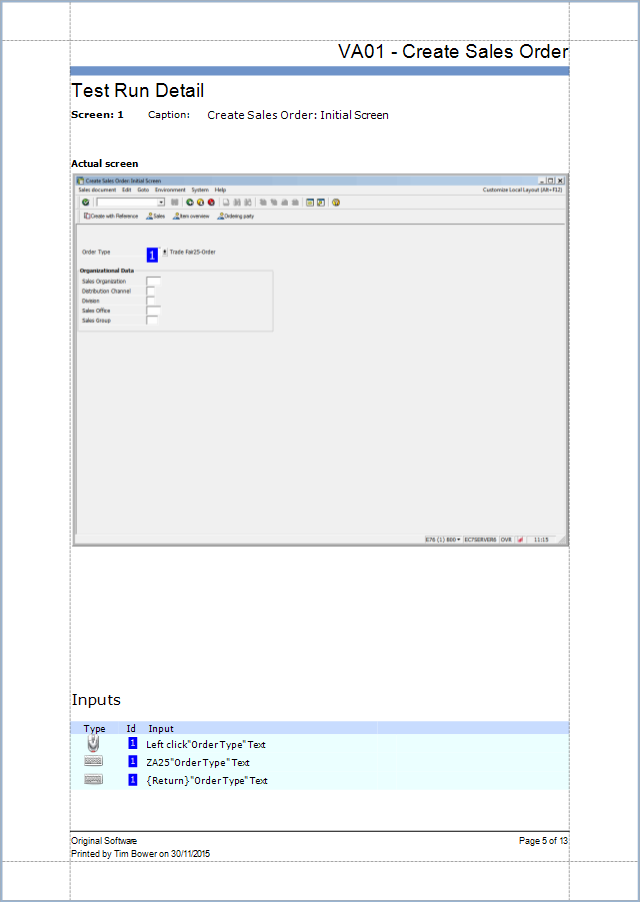 VA01 - Create Sales Order
Test Run Detail
Screen: 1 Caption: Create Sales Order: Initial Screen
Actual screen
Create Sales Order: Initial Screen
Sales document Edit Goto Environment System Help Customize Local Layout (Alt+F12)
Create with Reference Sales Item overview Ordering party
Order Type 1 Trade Fair25-Order
Organizational Data
Sales Organization
Distribution Channel
Division
Sales Office
Sales Group
E76 (1) 800 EC7SERVER6 OVR 11:15
Inputs
Type Id Input
1 Left click"Order Type" Text
1 ZA25"Order Type" Text
1 {Return}"Order Type" Text
Original Software Page 5 of 13
Printed by Tim Bower on 30/11/2015